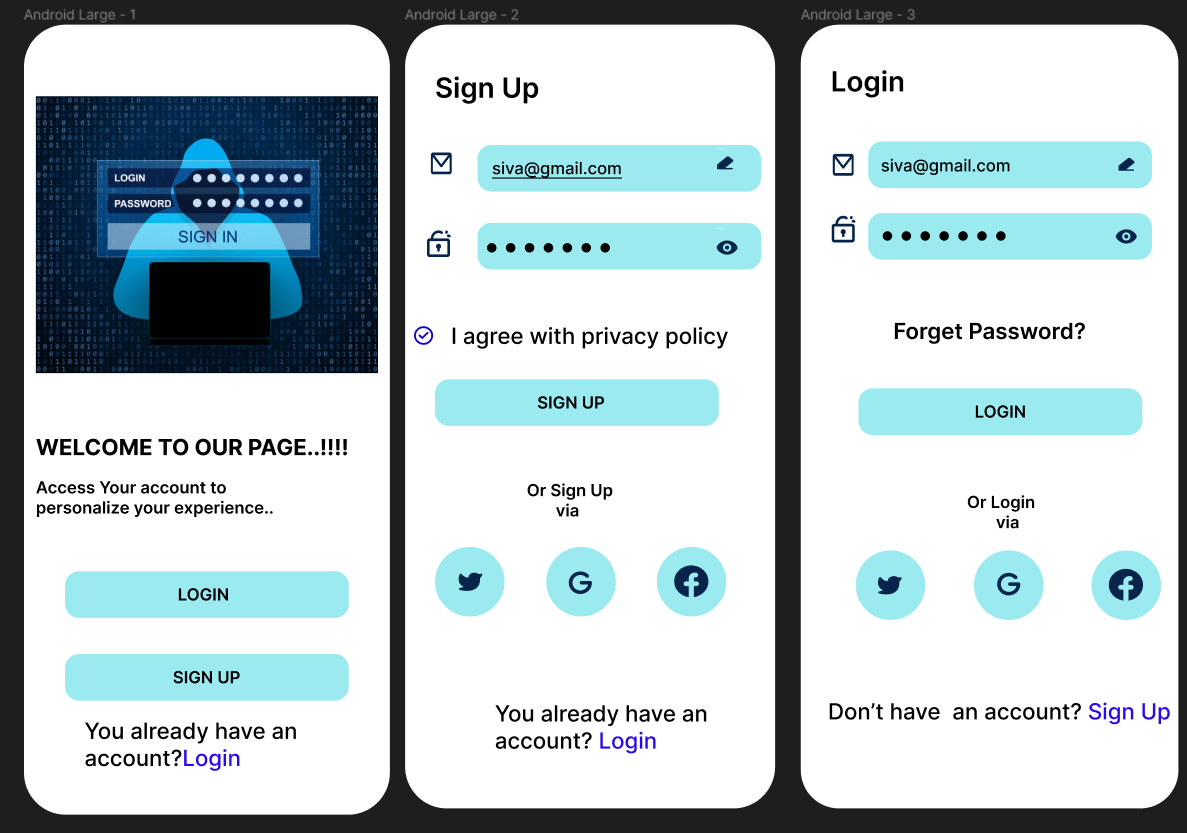 Android Large - 1
LOGIN
PASSWORD
SIGN IN
WELCOME TO OUR PAGE..!!!!
Access Your account to
personalize your experience..
LOGIN
SIGN UP
You already have an
account?Login
Android Large - 2
Sign Up
siva@gmail.com
I agree with privacy policy
SIGN UP
Or Sign Up
via
You already have an
account? Login
Android Large - 3
Login
siva@gmail.com
Forget Password?
LOGIN
Or Login
via
Don’t have  an account? Sign Up